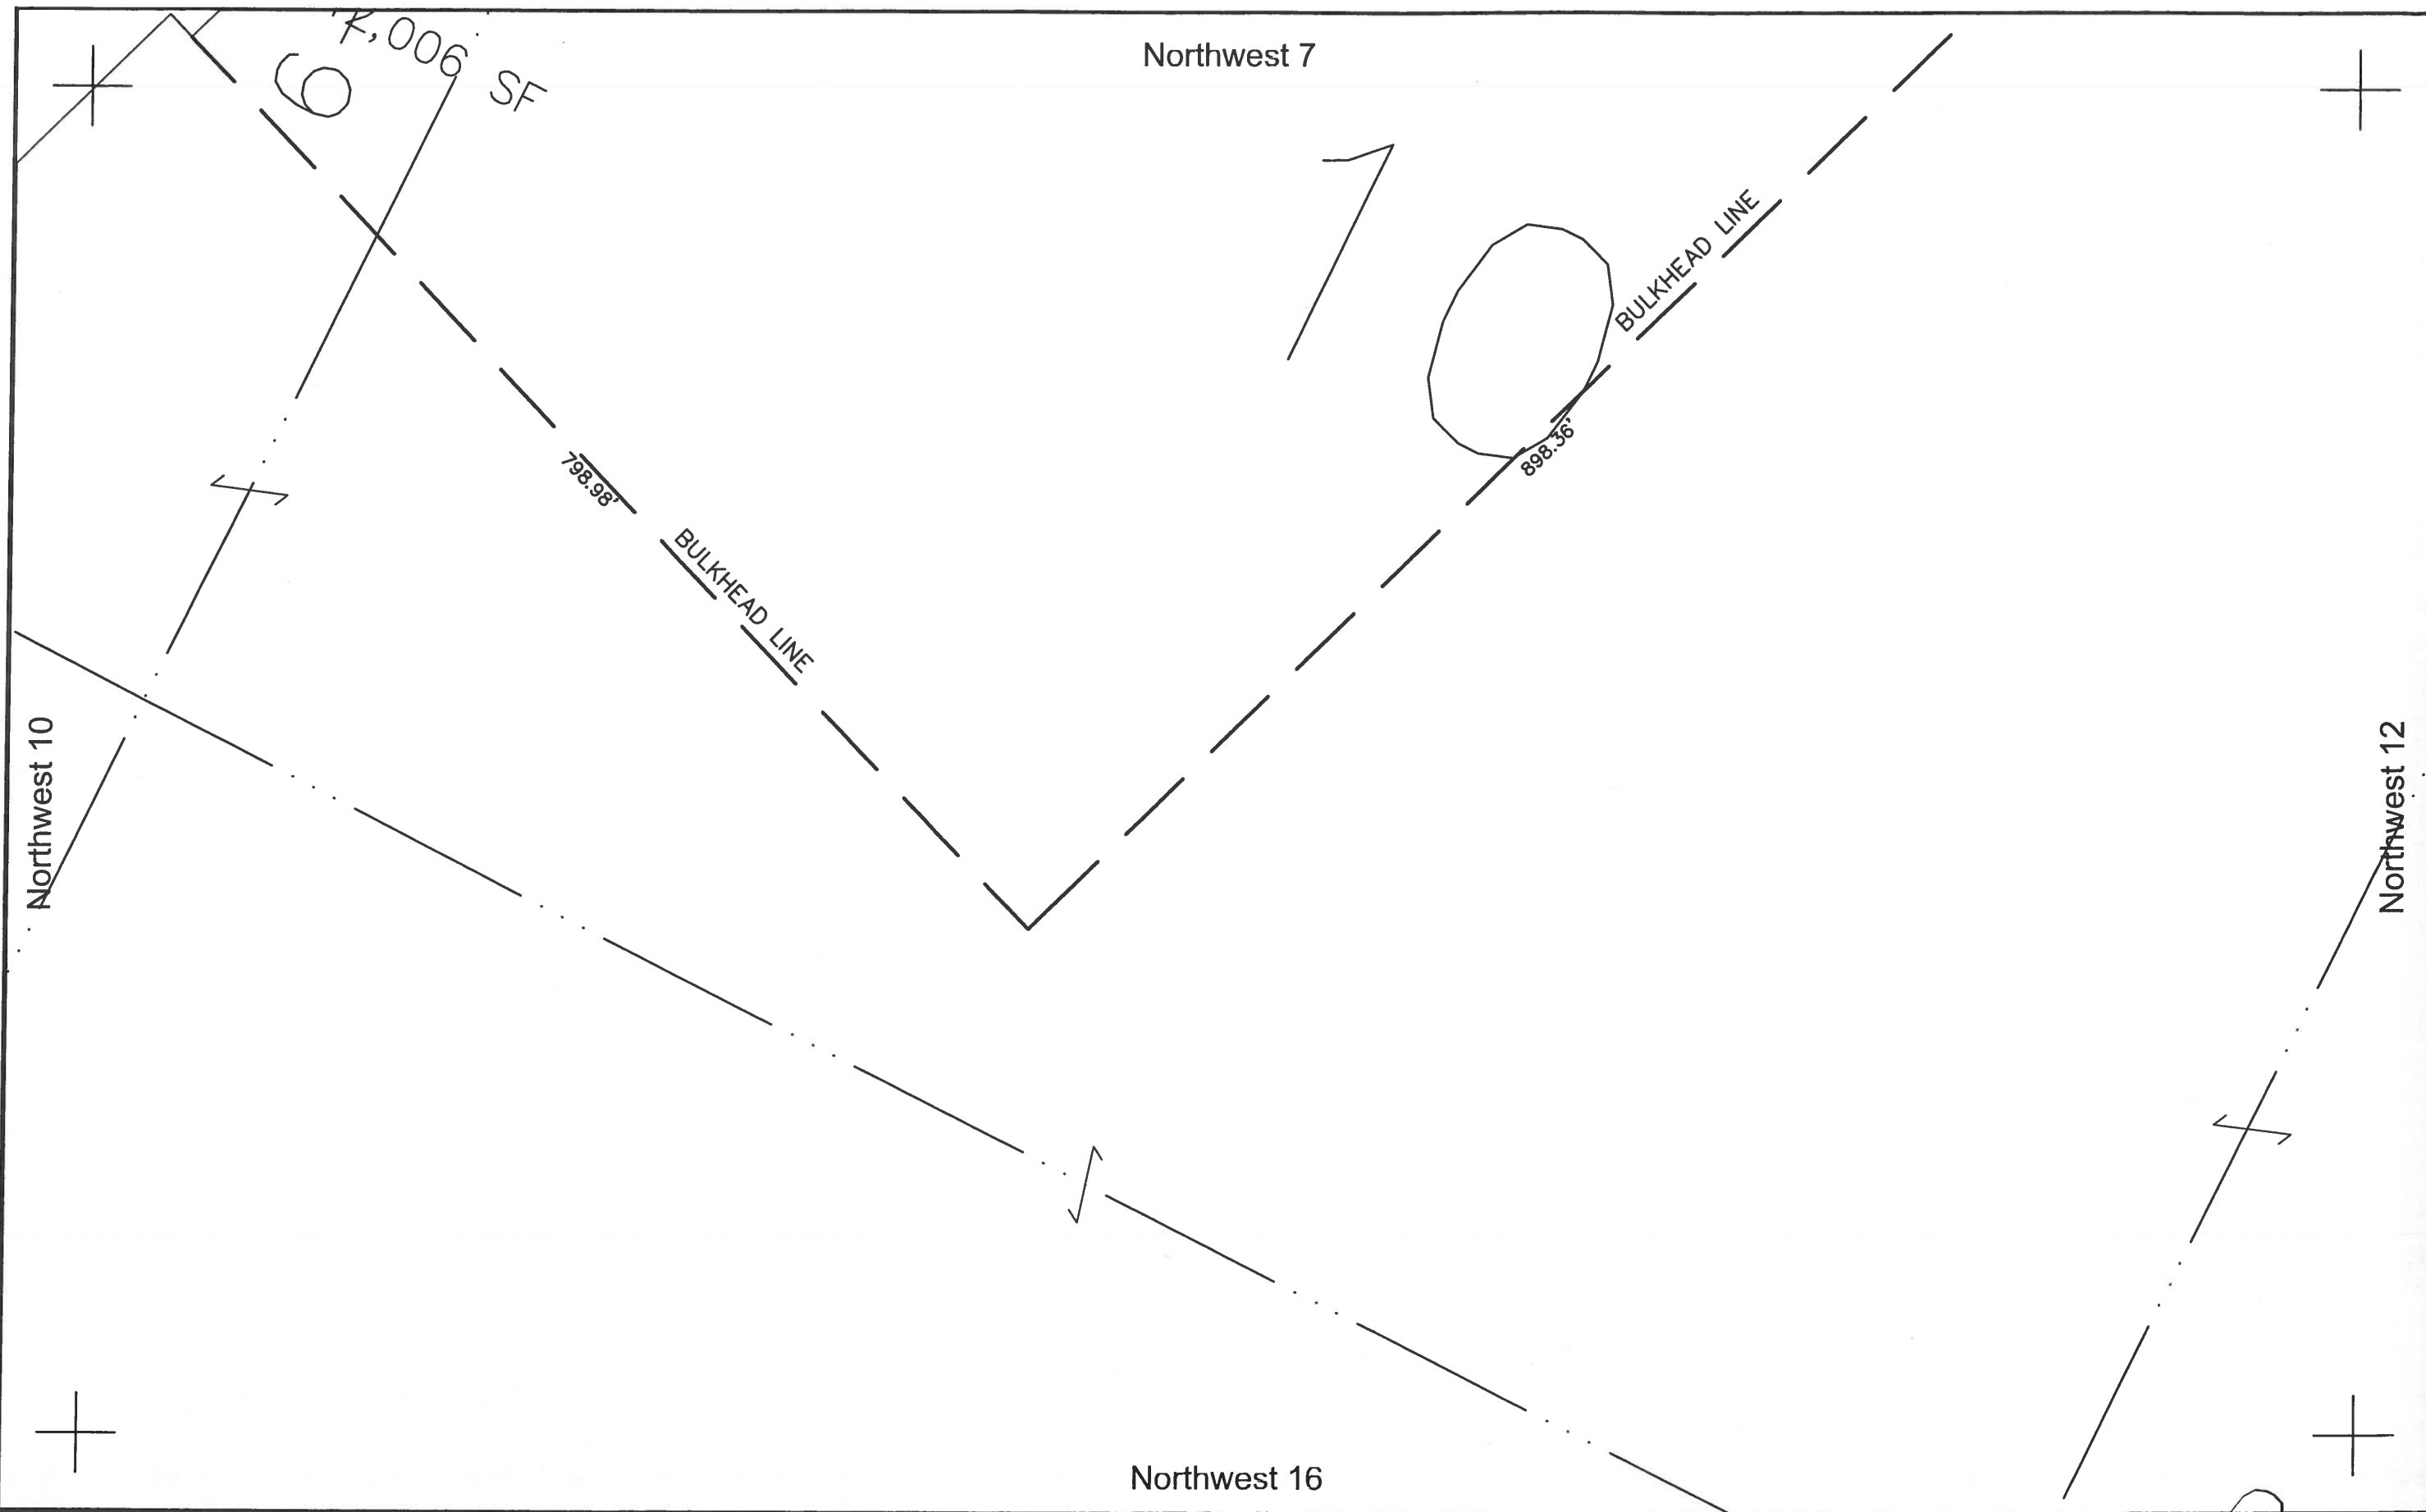 ,006 SF
6
Northwest 7
10
BULKHEAD LINE
898.36'
798.98'
BULKHEAD LINE
Northwest 10
Northwest 12
Northwest 16